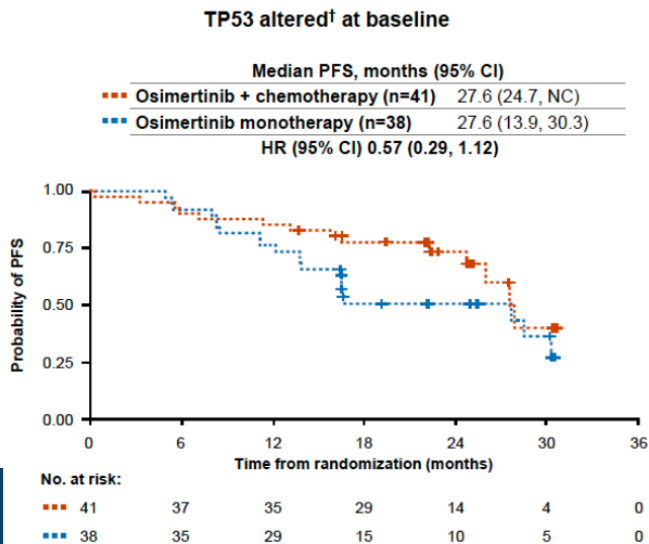 TP53 altered† at baseline
Median PFS, months (95% CI)
Osimertinib + chemotherapy (n=41) 27.6 (24.7, NC)
Osimertinib monotherapy (n=38) 27.6 (13.9, 30.3)
HR (95% CI) 0.57 (0.29, 1.12)
Probability of PFS
1.00
0.75
0.50
0.25
0.00
0 6 12 18 24 30 36
Time from randomization (months)
No. at risk:
41 37 35 29 14 4 0
38 35 29 15 10 5 0